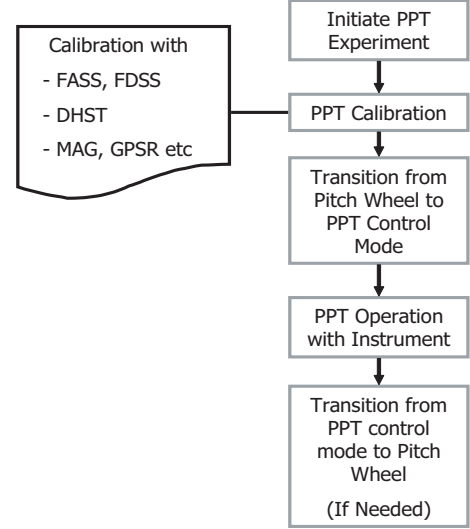 Calibration with
- FASS, FDSS
- DHST
- MAG, GPSR etc
Initiate PPT
Experiment
PPT Calibration
Transition from
Pitch Wheel to
PPT Control
Mode
PPT Operation
with Instrument
Transition from
PPT control
mode to Pitch
Wheel
(If Needed)